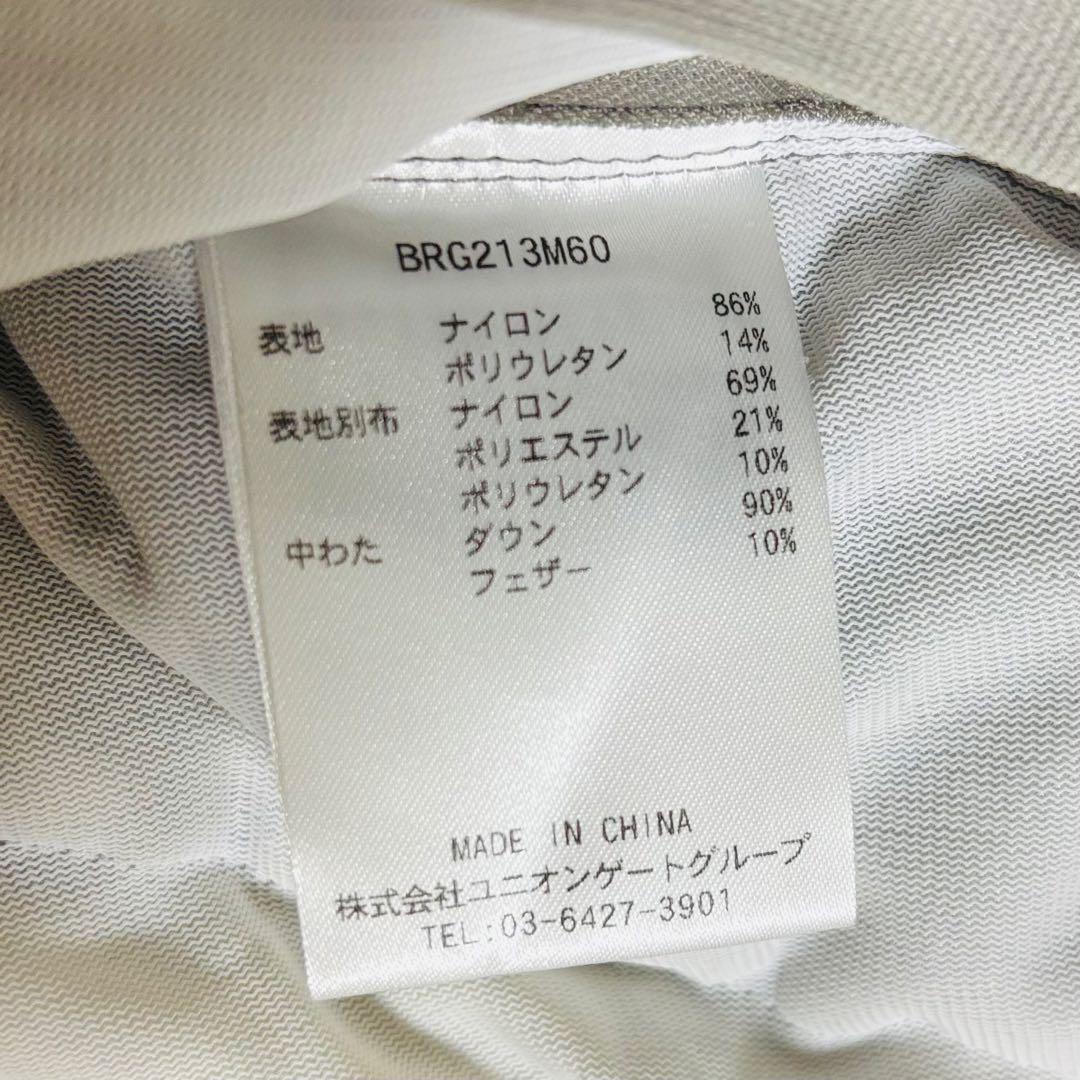 BRG213M60
表地 ナイロン 86%
ポリウレタン 14%
表地別布 ナイロン 69%
ポリエステル 21%
ポリウレタン 10%
中わた ダウン 90%
フェザー 10%
MADE IN CHINA
株式会社ユニオンゲートグループ
TEL:03-6427-3901